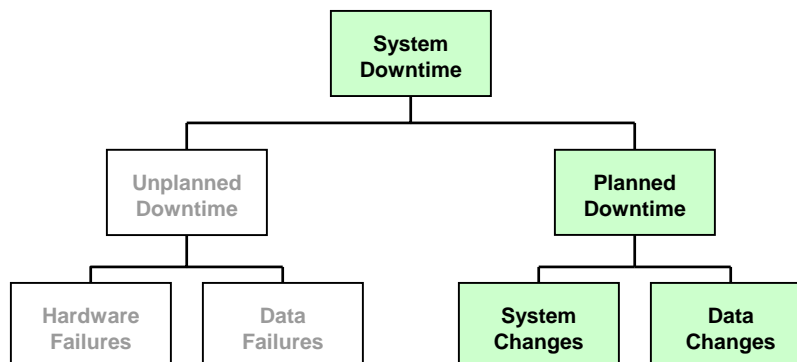 System
Downtime
Unplanned
Downtime
Planned
Downtime
Hardware
Failures
Data
Failures
System
Changes
Data
Changes